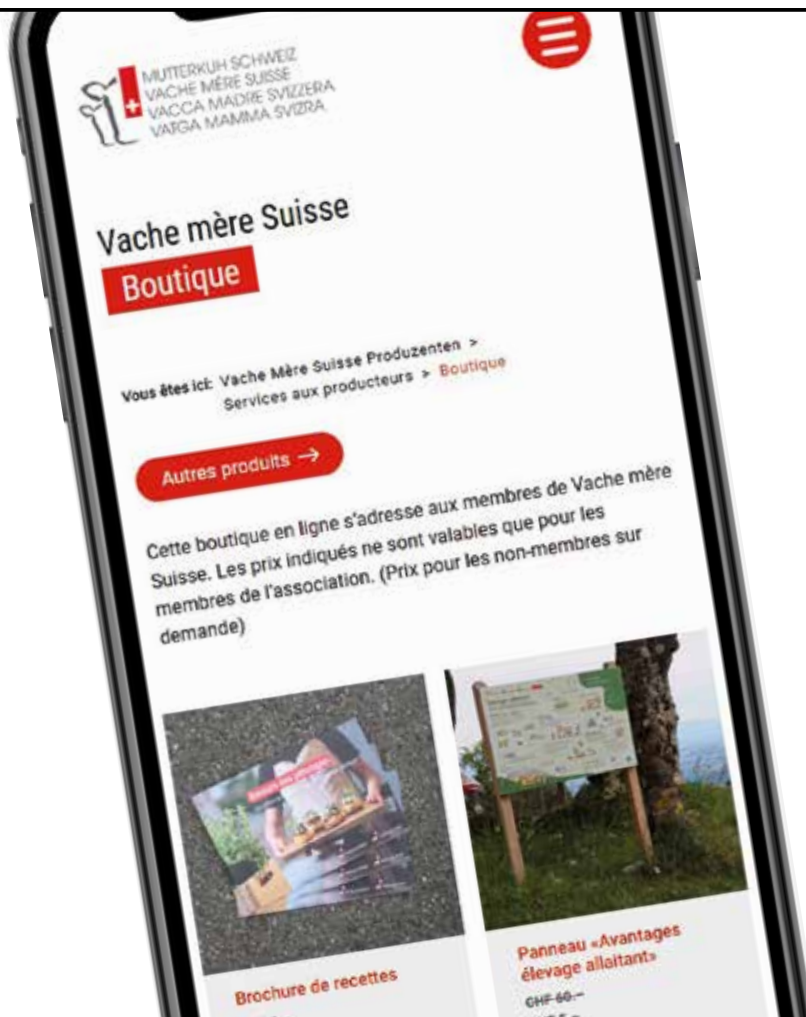 MUTTERKUH SCHWEIZ
VACHE MÈRE SUISSE
VACCA MADRE SVIZZERA
VATGA MAMMA SVIZRA
Vache mère Suisse
Boutique
Vous êtes ici: Vache Mère Suisse Produzenten >
Services aux producteurs > Boutique
Autres produits →
Cette boutique en ligne s'adresse aux membres de Vache mère
Suisse. Les prix indiqués ne sont valables que pour les
membres de l'association. (Prix pour les non-membres sur
demande)
Brochure de recettes
Panneau «Avantages
élevage allaitant»
CHF 60.–